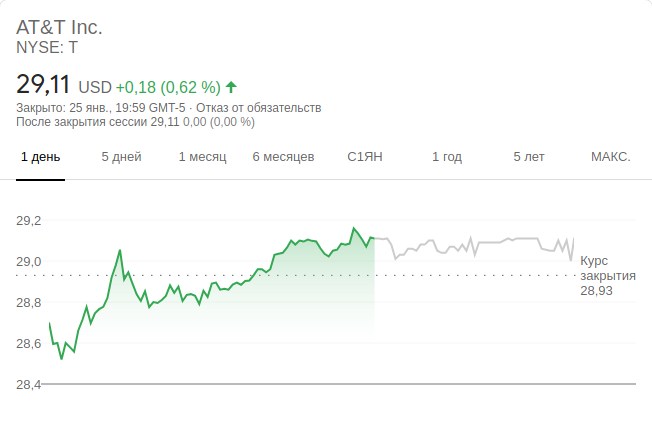 AT&T Inc.
NYSE: T
29,11 USD +0,18 (0,62 %)
Закрыто: 25 янв., 19:59 GMT-5 · Отказ от обязательств
После закрытия сессии 29,11 0,00 (0,00 %)
1 день 5 дней 1 месяц 6 месяцев С1ЯН 1 год 5 лет МАКС.
29,2
29,0
28,8
28,6
28,4
Курс
закрытия
28,93